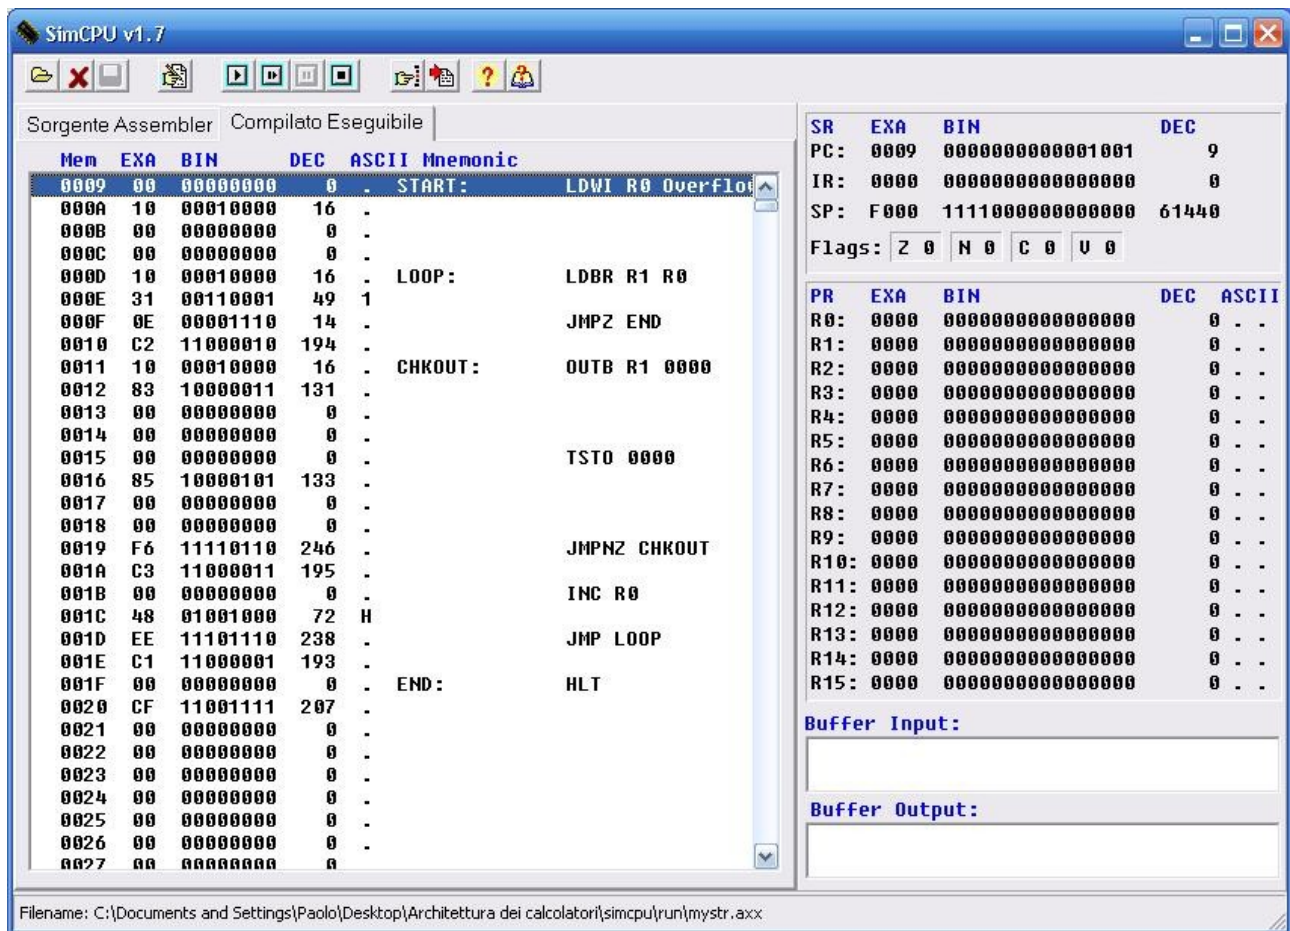 SimCPU v1.7
Sorgente Assembler Compilato Eseguibile
Mem EXA BIN DEC ASCII Mnemonic
0009 00 00000000 0 . START: LDWI R0 Overflow
000A 10 00010000 16 .
000B 00 00000000 0 .
000C 00 00000000 0 .
000D 10 00010000 16 . LOOP: LDBR R1 R0
000E 31 00110001 49 1
000F 0E 00001110 14 . JMPZ END
0010 C2 11000010 194 .
0011 10 00010000 16 . CHKOUT: OUTB R1 0000
0012 83 10000011 131 .
0013 00 00000000 0 .
0014 00 00000000 0 .
0015 00 00000000 0 . TSTO 0000
0016 85 10000101 133 .
0017 00 00000000 0 .
0018 00 00000000 0 .
0019 F6 11110110 246 . JMPNZ CHKOUT
001A C3 11000011 195 .
001B 00 00000000 0 . INC R0
001C 48 01001000 72 H
001D EE 11101110 238 . JMP LOOP
001E C1 11000001 193 .
001F 00 00000000 0 . END: HLT
0020 CF 11001111 207 .
0021 00 00000000 0 .
0022 00 00000000 0 .
0023 00 00000000 0 .
0024 00 00000000 0 .
0025 00 00000000 0 .
0026 00 00000000 0 .
0027 00 00000000 0
SR EXA BIN DEC
PC: 0009 0000000000001001 9
IR: 0000 0000000000000000 0
SP: F000 1111000000000000 61440
Flags: Z 0 N 0 C 0 V 0
PR EXA BIN DEC ASCII
R0: 0000 0000000000000000 0 . .
R1: 0000 0000000000000000 0 . .
R2: 0000 0000000000000000 0 . .
R3: 0000 0000000000000000 0 . .
R4: 0000 0000000000000000 0 . .
R5: 0000 0000000000000000 0 . .
R6: 0000 0000000000000000 0 . .
R7: 0000 0000000000000000 0 . .
R8: 0000 0000000000000000 0 . .
R9: 0000 0000000000000000 0 . .
R10: 0000 0000000000000000 0 . .
R11: 0000 0000000000000000 0 . .
R12: 0000 0000000000000000 0 . .
R13: 0000 0000000000000000 0 . .
R14: 0000 0000000000000000 0 . .
R15: 0000 0000000000000000 0 . .
Buffer Input:
Buffer Output:
Filename: C:\Documents and Settings\Paolo\Desktop\Architettura dei calcolatori\simcpu\run\mystr.axx